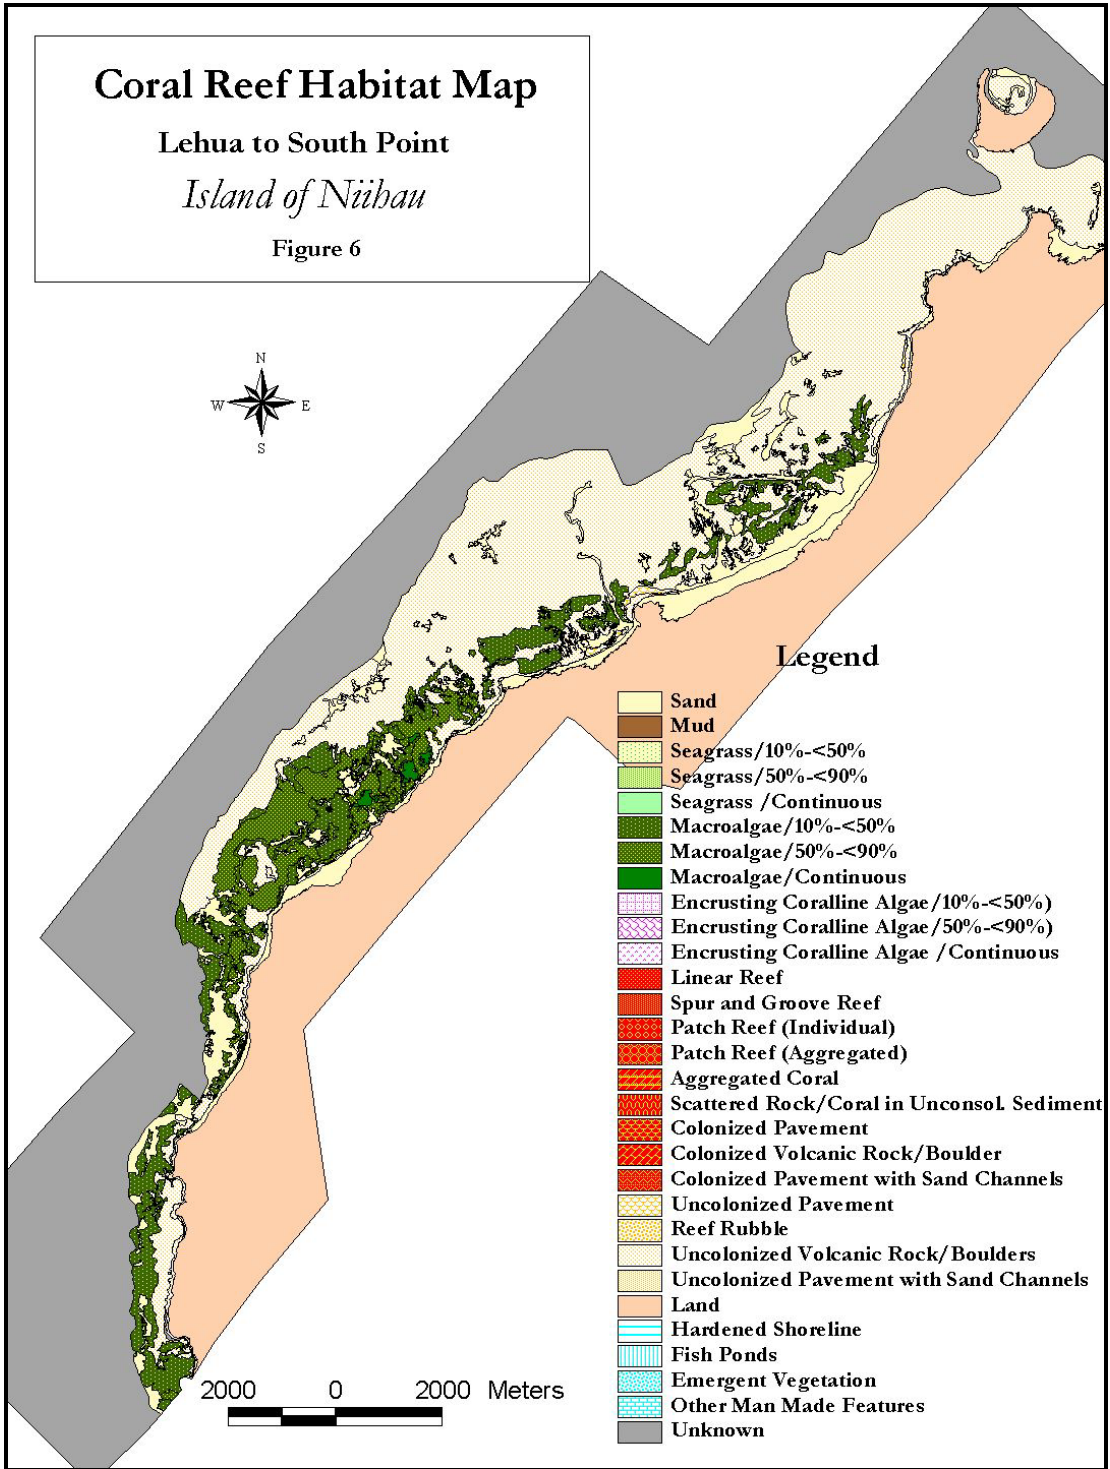 Coral Reef Habitat Map
Lehua to South Point
Island of Niihau
Figure 6
N
W E
S
Legend
Sand
Mud
Seagrass/10%-<50%
Seagrass/50%-<90%
Seagrass /Continuous
Macroalgae/10%-<50%
Macroalgae/50%-<90%
Macroalgae/Continuous
Encrusting Coralline Algae/10%-<50%)
Encrusting Coralline Algae/50%-<90%)
Encrusting Coralline Algae /Continuous
Linear Reef
Spur and Groove Reef
Patch Reef (Individual)
Patch Reef (Aggregated)
Aggregated Coral
Scattered Rock/Coral in Unconsol. Sediment
Colonized Pavement
Colonized Volcanic Rock/Boulder
Colonized Pavement with Sand Channels
Uncolonized Pavement
Reef Rubble
Uncolonized Volcanic Rock/Boulders
Uncolonized Pavement with Sand Channels
Land
Hardened Shoreline
Fish Ponds
Emergent Vegetation
Other Man Made Features
Unknown
2000 0 2000 Meters